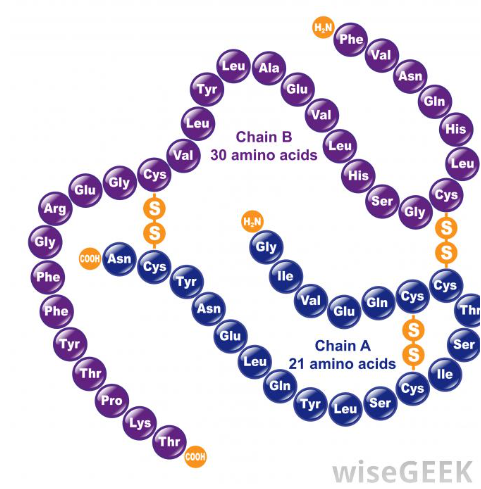 H₂N
Phe
Val
Asn
Gln
His
Leu
Cys
Gly
Ser
His
Leu
Val
Glu
Ala
Leu
Tyr
Leu
Val
Cys
Gly
Glu
Arg
Gly
Phe
Phe
Tyr
Thr
Pro
Lys
Thr
COOH
Chain B
30 amino acids
S
S
S
S
H₂N
Gly
Ile
Val
Glu
Gln
Cys
Cys
Thr
Ser
Ile
Cys
Ser
Leu
Tyr
Gln
Leu
Glu
Asn
Tyr
Cys
Asn
COOH
S
S
Chain A
21 amino acids
wiseGEEK